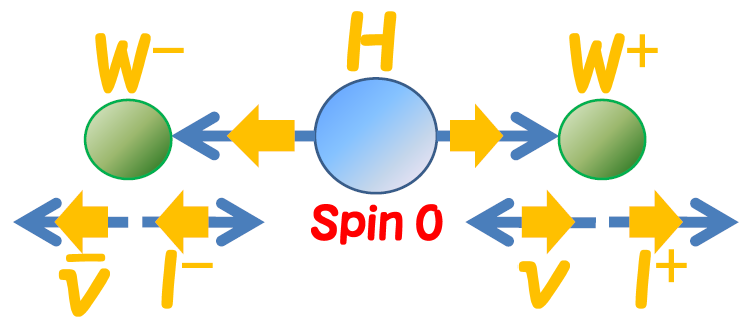 H
W⁻
W⁺
Spin 0
ν̄
l⁻
ν
l⁺